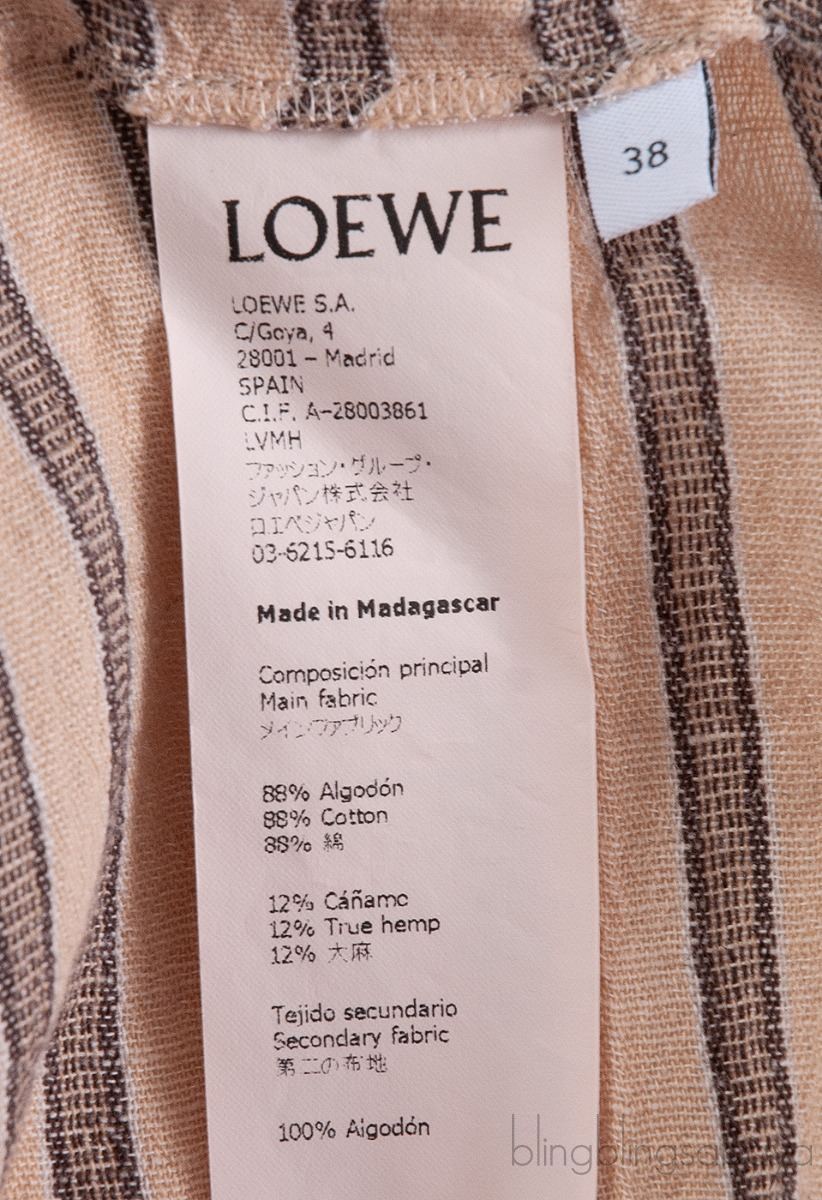 38
LOEWE
LOEWE S.A.
C/Goya, 4
28001 – Madrid
SPAIN
C.I.F. A-28003861
LVMH
ファッション・グループ・
ジャパン株式会社
ロエベジャパン
03-6215-6116
Made in Madagascar
Composición principal
Main fabric
メインファブリック
88% Algodón
88% Cotton
88% 綿
12% Cáñamo
12% True hemp
12% 大麻
Tejido secundario
Secondary fabric
第二の布地
100% Algodón